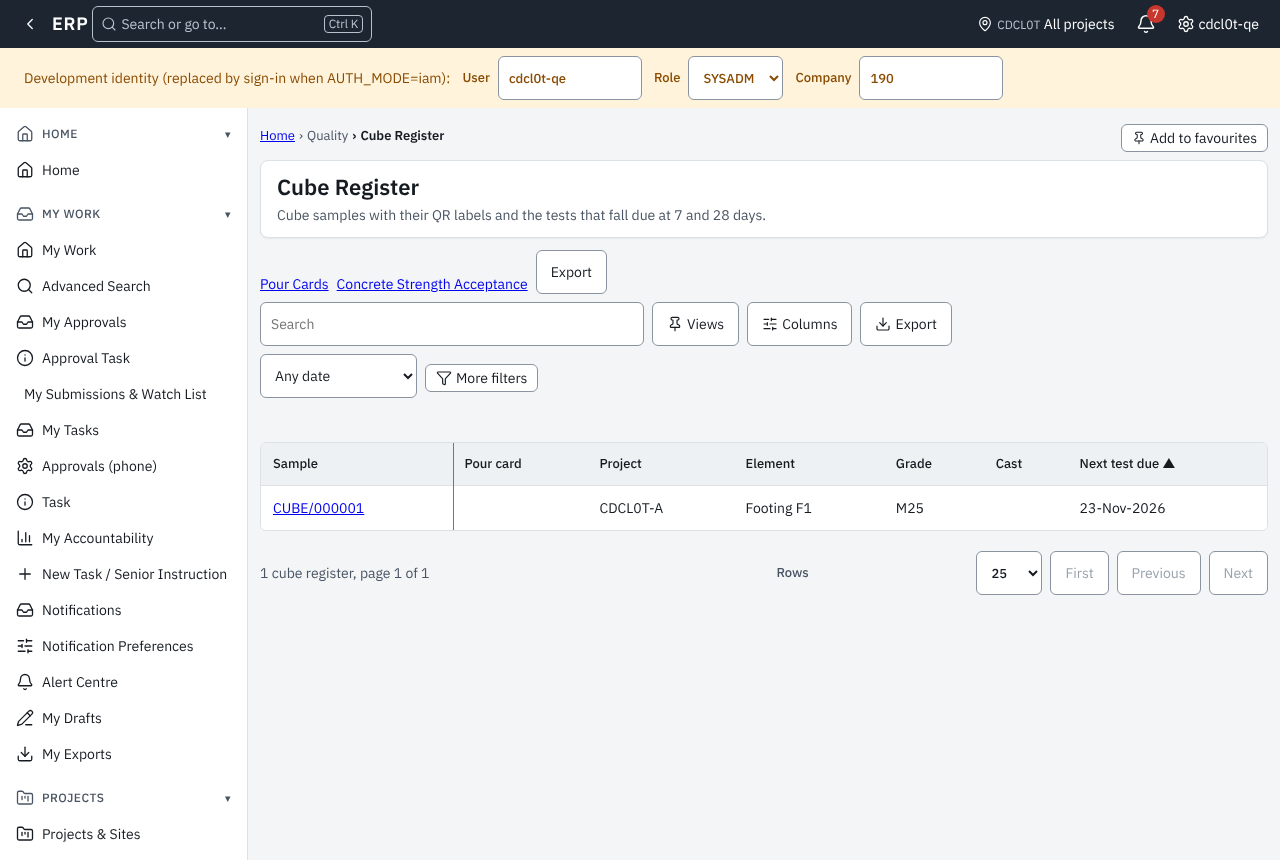 ERP
Search or go to...
Ctrl K
CDCL0T All projects
7
cdcl0t-qe
Development identity (replaced by sign-in when AUTH_MODE=iam):
User
cdcl0t-qe
Role
SYSADM
Company
190
HOME
Home
MY WORK
My Work
Advanced Search
My Approvals
Approval Task
My Submissions & Watch List
My Tasks
Approvals (phone)
Task
My Accountability
New Task / Senior Instruction
Notifications
Notification Preferences
Alert Centre
My Drafts
My Exports
PROJECTS
Projects & Sites
Home › Quality › Cube Register
Add to favourites
Cube Register
Cube samples with their QR labels and the tests that fall due at 7 and 28 days.
Pour Cards Concrete Strength Acceptance Export
Search
Views
Columns
Export
Any date
More filters
Sample Pour card Project Element Grade Cast Next test due ▲
CUBE/000001 CDCL0T-A Footing F1 M25 23-Nov-2026
1 cube register, page 1 of 1
Rows
25
First
Previous
Next